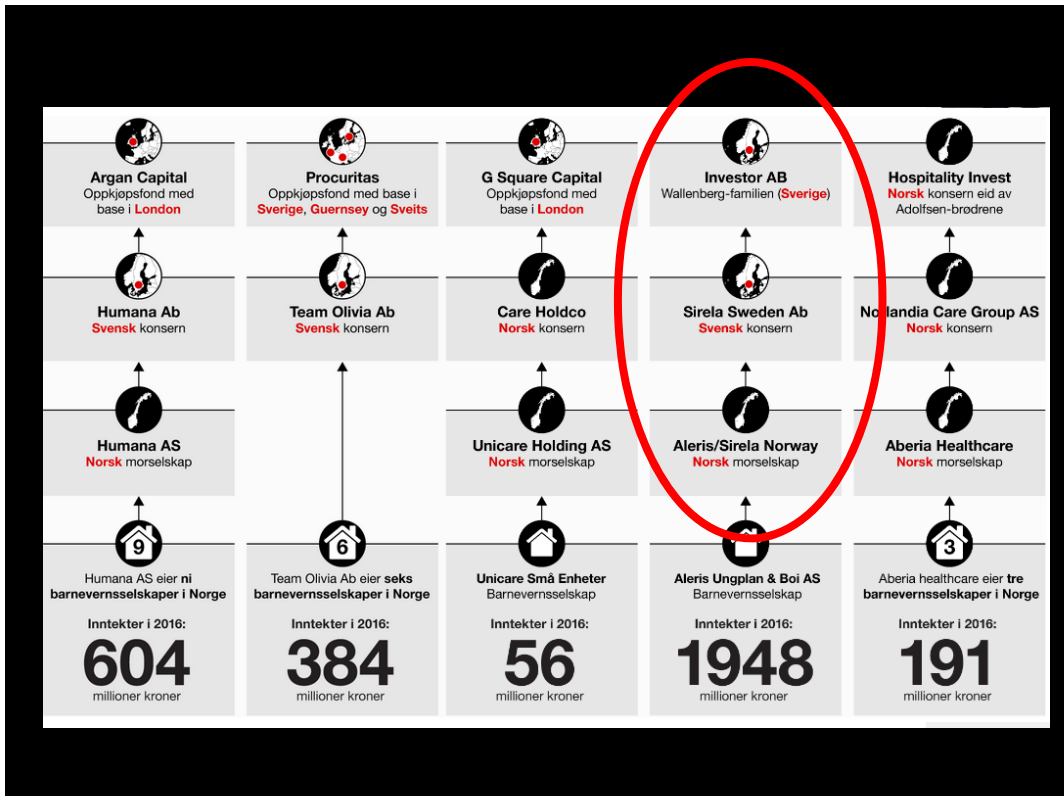 Argan Capital
Oppkjøpsfond med
base i London
Procuritas
Oppkjøpsfond med base i
Sverige, Guernsey og Sveits
G Square Capital
Oppkjøpsfond med
base i London
Investor AB
Wallenberg-familien (Sverige)
Hospitality Invest
Norsk konsern eid av
Adolfsen-brødrene
Humana Ab
Svensk konsern
Team Olivia Ab
Svensk konsern
Care Holdco
Norsk konsern
Sirela Sweden Ab
Svensk konsern
Norlandia Care Group AS
Norsk konsern
Humana AS
Norsk morselskap
Unicare Holding AS
Norsk morselskap
Aleris/Sirela Norway
Norsk morselskap
Aberia Healthcare
Norsk morselskap
9
Humana AS eier ni
barnevernsselskaper i Norge
Inntekter i 2016:
604
millioner kroner
6
Team Olivia Ab eier seks
barnevernsselskaper i Norge
Inntekter i 2016:
384
millioner kroner
Unicare Små Enheter
Barnevernsselskap
Inntekter i 2016:
56
millioner kroner
Aleris Ungplan & Boi AS
Barnevernsselskap
Inntekter i 2016:
1948
millioner kroner
3
Aberia healthcare eier tre
barnevernsselskaper i Norge
Inntekter i 2016:
191
millioner kroner